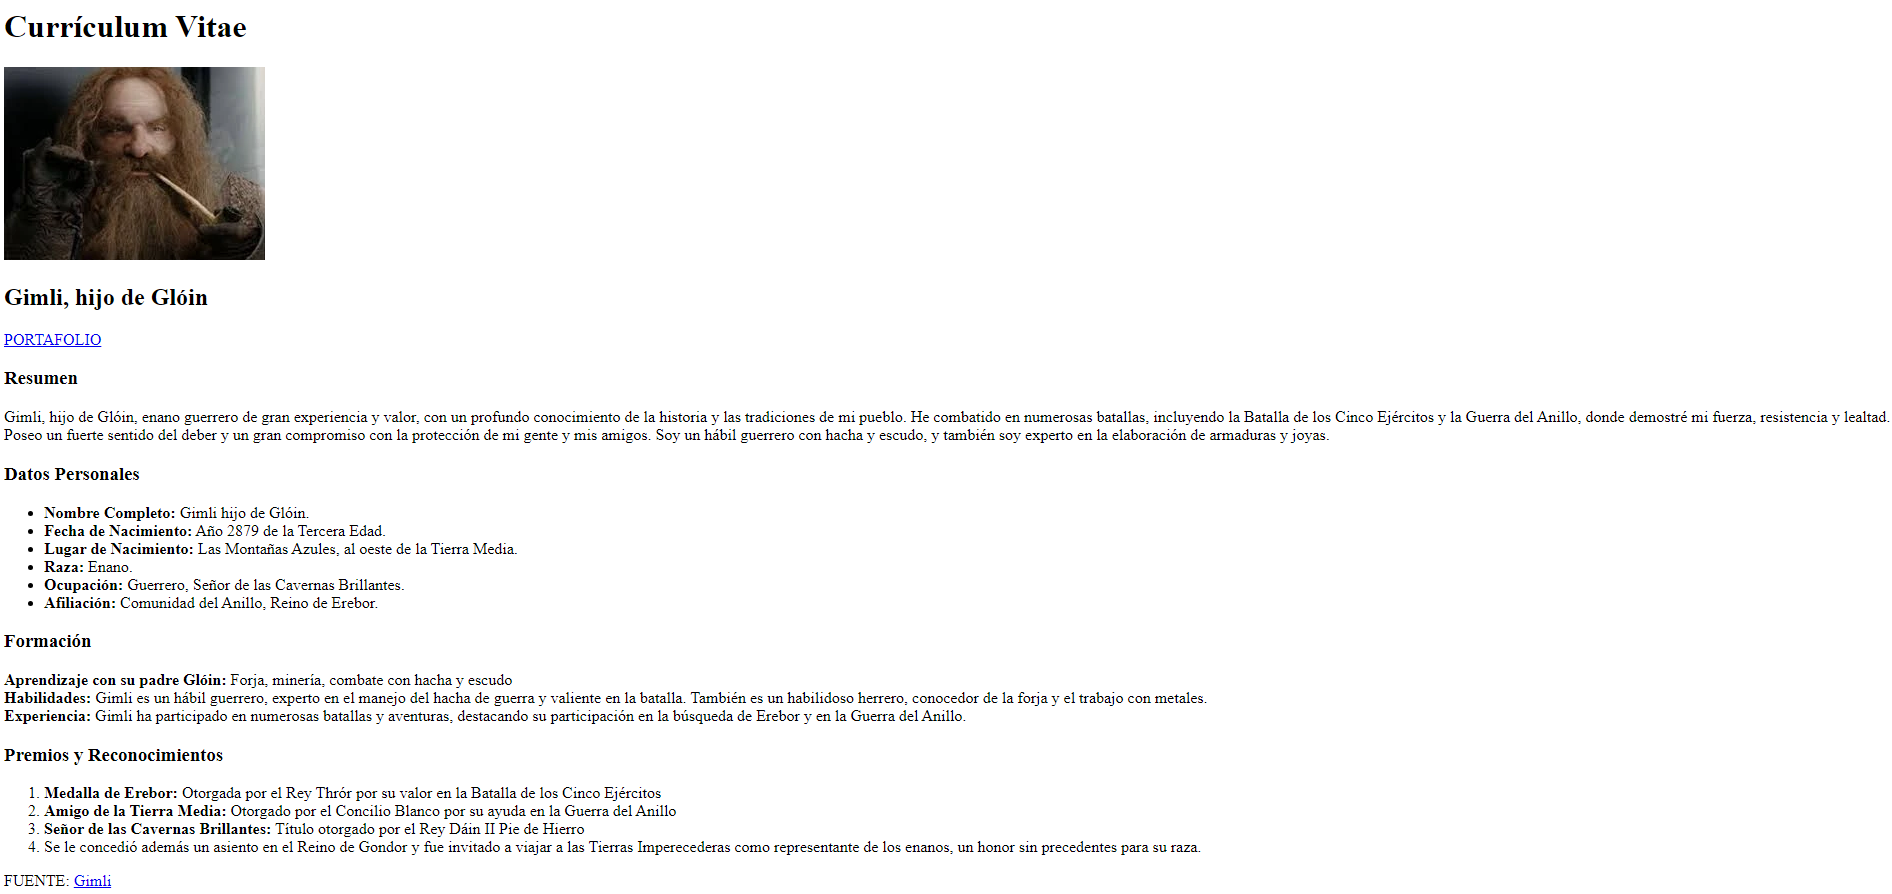 Currículum Vitae
Gimli, hijo de Glóin
PORTAFOLIO
Resumen
Gimli, hijo de Glóin, enano guerrero de gran experiencia y valor, con un profundo conocimiento de la historia y las tradiciones de mi pueblo. He combatido en numerosas batallas, incluyendo la Batalla de los Cinco Ejércitos y la Guerra del Anillo, donde demostré mi fuerza, resistencia y lealtad.
Poseo un fuerte sentido del deber y un gran compromiso con la protección de mi gente y mis amigos. Soy un hábil guerrero con hacha y escudo, y también soy experto en la elaboración de armaduras y joyas.
Datos Personales
• Nombre Completo: Gimli hijo de Glóin.
• Fecha de Nacimiento: Año 2879 de la Tercera Edad.
• Lugar de Nacimiento: Las Montañas Azules, al oeste de la Tierra Media.
• Raza: Enano.
• Ocupación: Guerrero, Señor de las Cavernas Brillantes.
• Afiliación: Comunidad del Anillo, Reino de Erebor.
Formación
Aprendizaje con su padre Glóin: Forja, minería, combate con hacha y escudo
Habilidades: Gimli es un hábil guerrero, experto en el manejo del hacha de guerra y valiente en la batalla. También es un habilidoso herrero, conocedor de la forja y el trabajo con metales.
Experiencia: Gimli ha participado en numerosas batallas y aventuras, destacando su participación en la búsqueda de Erebor y en la Guerra del Anillo.
Premios y Reconocimientos
1. Medalla de Erebor: Otorgada por el Rey Thrór por su valor en la Batalla de los Cinco Ejércitos
2. Amigo de la Tierra Media: Otorgado por el Concilio Blanco por su ayuda en la Guerra del Anillo
3. Señor de las Cavernas Brillantes: Título otorgado por el Rey Dáin II Pie de Hierro
4. Se le concedió además un asiento en el Reino de Gondor y fue invitado a viajar a las Tierras Imperecederas como representante de los enanos, un honor sin precedentes para su raza.
FUENTE: Gimli